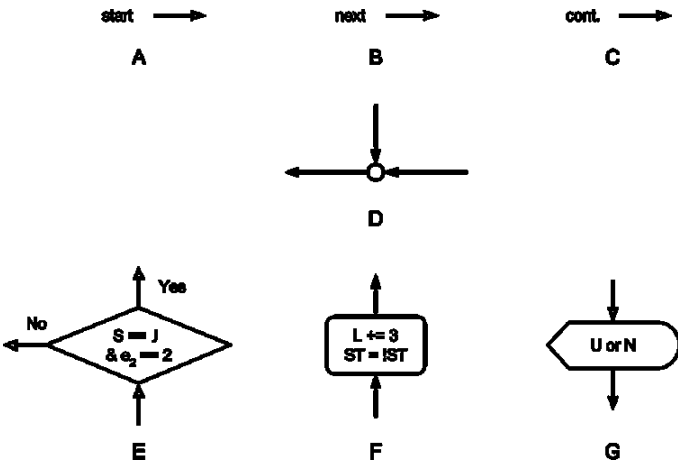 start
next
cont.
A
B
C
D
Yes
No
S == J
& e₂ == 2
L += 3
ST = !ST
U or N
E
F
G